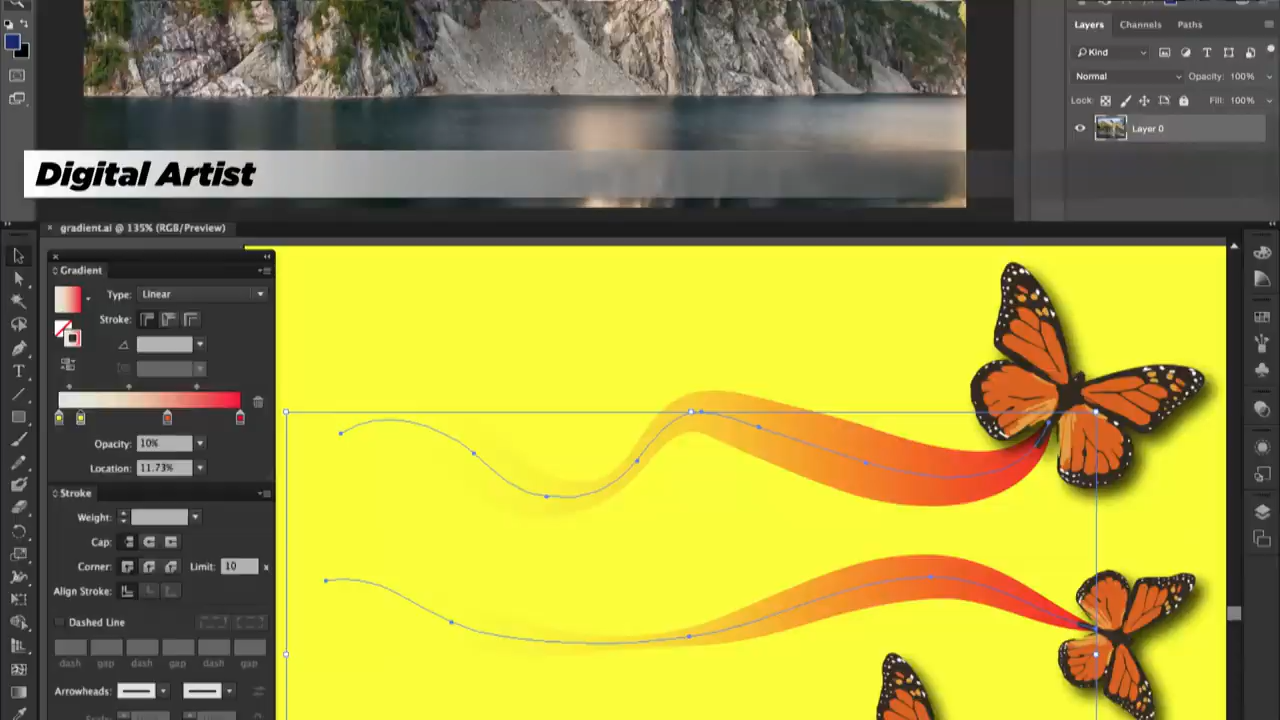 Layers Channels Paths
Kind
Normal Opacity: 100%
Lock: Fill: 100%
Layer 0
Digital Artist
gradient.ai @ 135% (RGB/Preview)
Gradient
Type: Linear
Stroke:
Opacity: 10%
Location: 11.73%
Stroke
Weight:
Cap:
Corner: Limit: 10 x
Align Stroke:
Dashed Line
dash gap dash gap dash gap
Arrowheads: